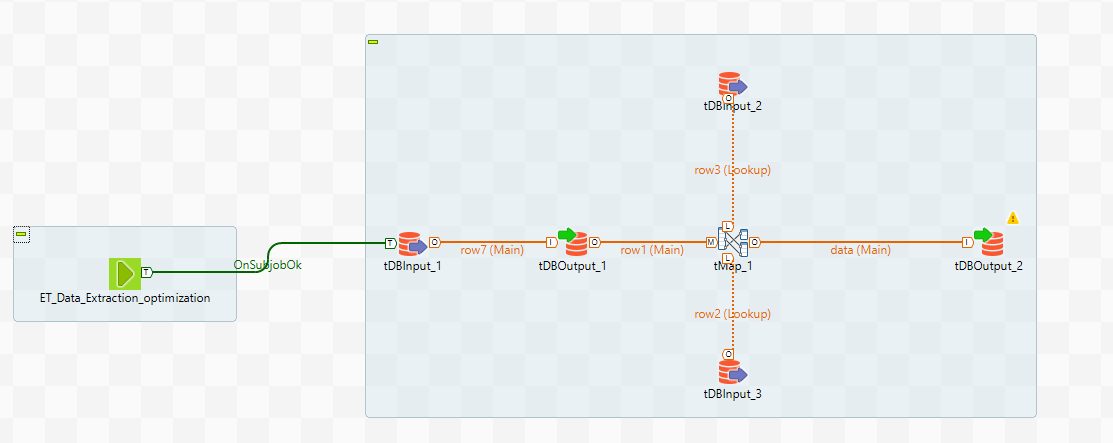 tDBInput_2
row3 (Lookup)
OnSubjobOk
ET_Data_Extraction_optimization
T
T
O
tDBInput_1
row7 (Main)
I
O
tDBOutput_1
row1 (Main)
M
L
O
L
tMap_1
data (Main)
I
tDBOutput_2
row2 (Lookup)
O
O
tDBInput_3